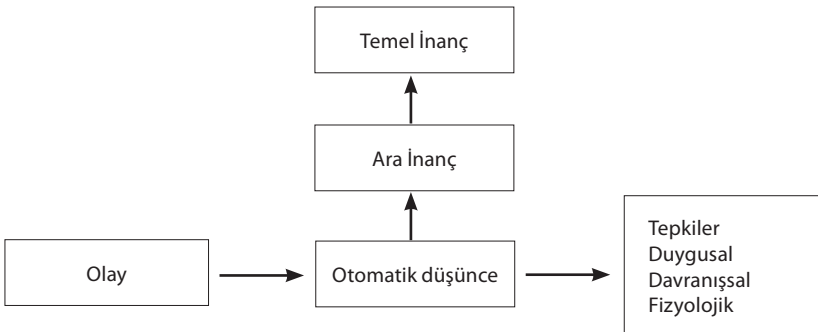 Temel İnanç
Ara İnanç
Olay
Otomatik düşünce
Tepkiler
Duygusal
Davranışsal
Fizyolojik